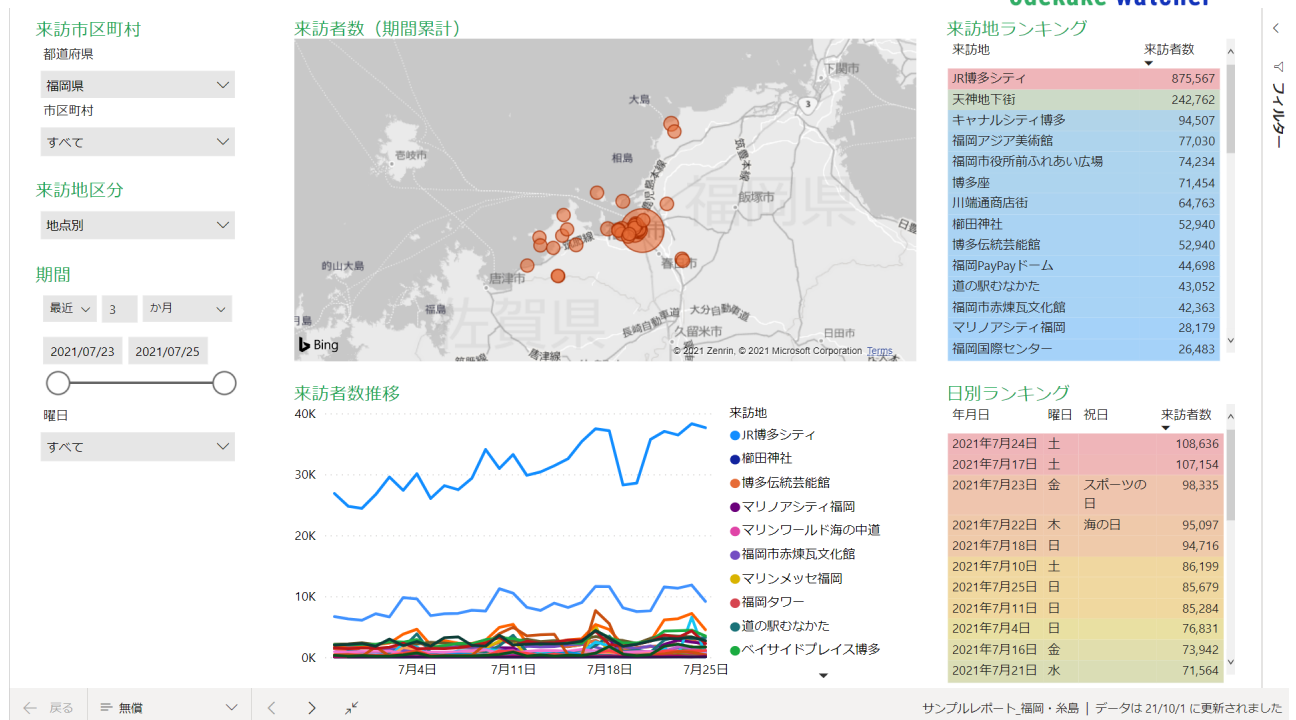 odekake watcher
来訪市区町村
都道府県
福岡県
市区町村
すべて
来訪地区分
地点別
期間
最近 3 か月
2021/07/23 2021/07/25
曜日
すべて
来訪者数（期間累計）
下関市
大島
3
壱岐市
相島
鹿児島本線
筑豊本線
福岡県
飯塚市
筑肥線
春日市
的山大島
唐津市
福島
佐賀県
長崎自動車道
大分自動車道
久留米市
日田市
唐津線
Bing
© 2021 Zenrin, © 2021 Microsoft Corporation Terms
来訪地ランキング
来訪地 来訪者数
JR博多シティ 875,567
天神地下街 242,762
キャナルシティ博多 94,507
福岡アジア美術館 77,030
福岡市役所前ふれあい広場 74,234
博多座 71,454
川端通商店街 64,763
櫛田神社 52,940
博多伝統芸能館 52,940
福岡PayPayドーム 44,698
道の駅むなかた 43,052
福岡市赤煉瓦文化館 42,363
マリノアシティ福岡 28,179
福岡国際センター 26,483
フィルター
来訪者数推移
40K
30K
20K
10K
0K
7月4日 7月11日 7月18日 7月25日
来訪地
JR博多シティ
櫛田神社
博多伝統芸能館
マリノアシティ福岡
マリンワールド海の中道
福岡市赤煉瓦文化館
マリンメッセ福岡
福岡タワー
道の駅むなかた
ベイサイドプレイス博多
日別ランキング
年月日 曜日 祝日 来訪者数
2021年7月24日 土 108,636
2021年7月17日 土 107,154
2021年7月23日 金 スポーツの 98,335
日
2021年7月22日 木 海の日 95,097
2021年7月18日 日 94,716
2021年7月10日 土 86,199
2021年7月25日 日 85,679
2021年7月11日 日 85,284
2021年7月4日 日 76,831
2021年7月16日 金 73,942
2021年7月21日 水 71,564
戻る 無償
サンプルレポート_福岡・糸島 | データは 21/10/1 に更新されました